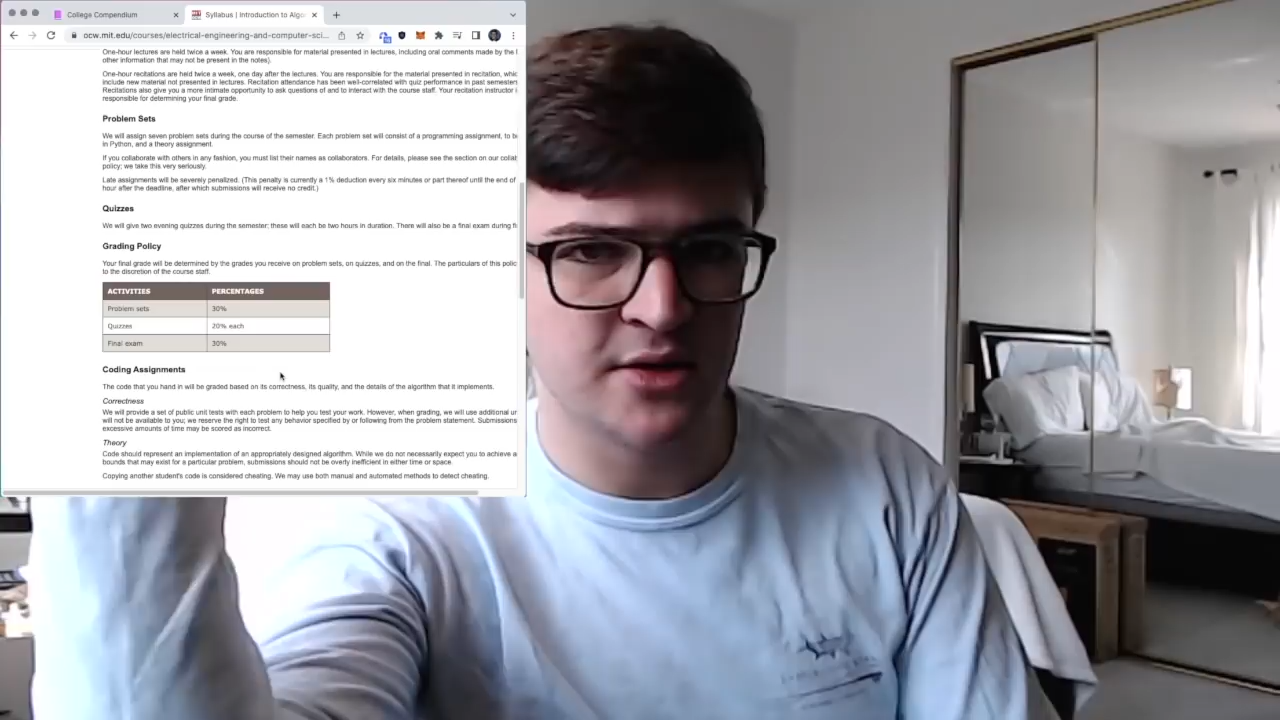 College Compendium
Syllabus | Introduction to Algo
ocw.mit.edu/courses/electrical-engineering-and-computer-sci...
One-hour lectures are held twice a week. You are responsible for material presented in lectures, including oral comments made by the
other information that may not be present in the notes).
One-hour recitations are held twice a week, one day after the lectures. You are responsible for the material presented in recitation,
include new material not presented in lectures. Recitation attendance has been well-correlated with quiz performance in past semesters
Recitations also give you a more intimate opportunity to ask questions of and to interact with the course staff. Your recitation instructor
responsible for determining your final grade.
Problem Sets
We will assign seven problem sets during the course of the semester. Each problem set will consist of a programming assignment, to
in Python, and a theory assignment.
If you collaborate with others in any fashion, you must list their names as collaborators. For details, please see the section on our
policy; we take this very seriously.
Late assignments will be severely penalized. (This penalty is currently a 1% deduction every six minutes or part thereof until the end of
hour after the deadline, after which submissions will receive no credit.)
Quizzes
We will give two evening quizzes during the semester; these will each be two hours in duration. There will also be a final exam during
Grading Policy
Your final grade will be determined by the grades you receive on problem sets, on quizzes, and on the final. The particulars of this
to the discretion of the course staff.
ACTIVITIES PERCENTAGES
Problem sets 30%
Quizzes 20% each
Final exam 30%
Coding Assignments
The code that you hand in will be graded based on its correctness, its quality, and the details of the algorithm that it implements.
Correctness
We will provide a set of public unit tests with each problem to help you test your work. However, when grading, we will use additional
will not be available to you; we reserve the right to test any behavior specified by or following from the problem statement. Submissions
excessive amounts of time may be scored as incorrect.
Theory
Code should represent an implementation of an appropriately designed algorithm. While we do not necessarily expect you to achieve
bounds that may exist for a particular problem, submissions should not be overly inefficient in either time or space.
Copying another student's code is considered cheating. We may use both manual and automated methods to detect cheating.